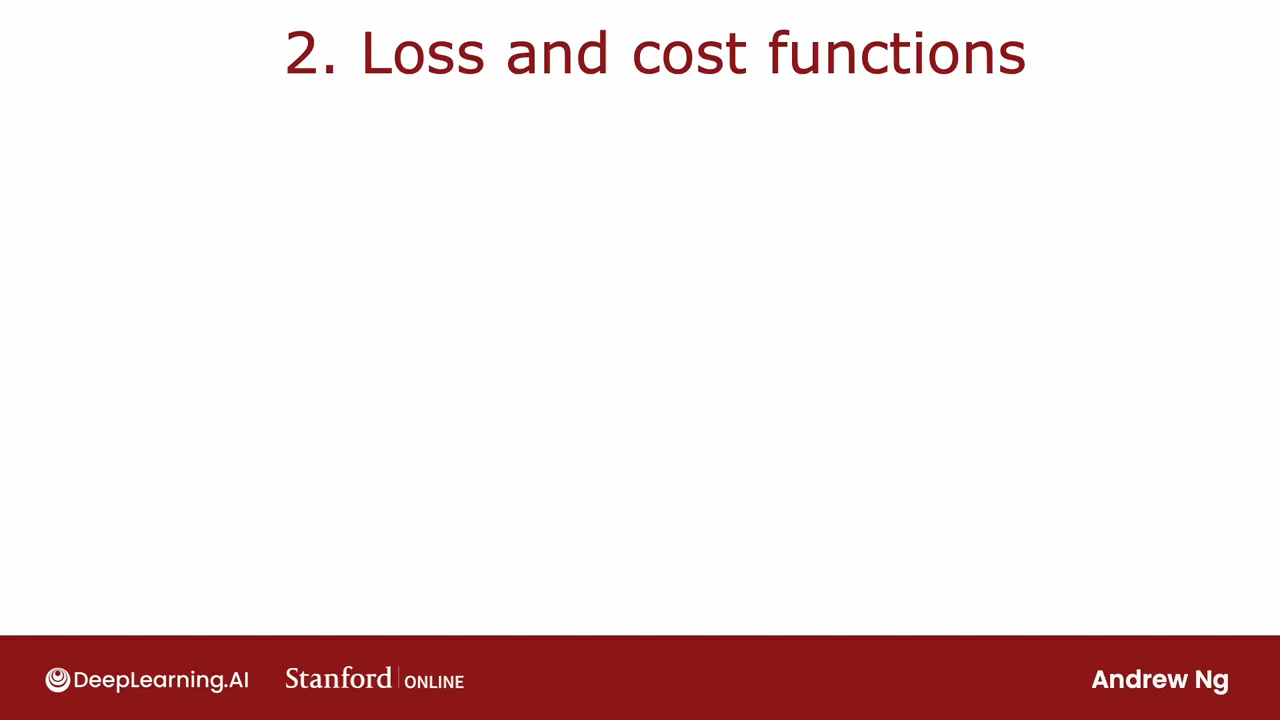 2. Loss and cost functions
DeepLearning.AI
Stanford ONLINE
Andrew Ng